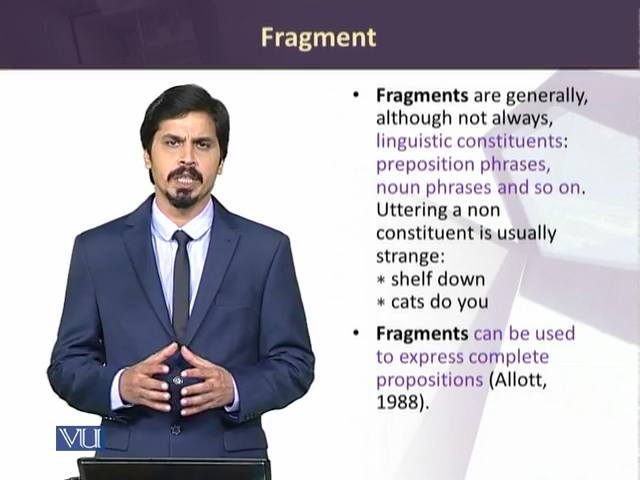 Fragment
• Fragments are generally,
although not always,
linguistic constituents:
preposition phrases,
noun phrases and so on.
Uttering a non
constituent is usually
strange:
* shelf down
* cats do you
• Fragments can be used
to express complete
propositions (Allott,
1988).
VU